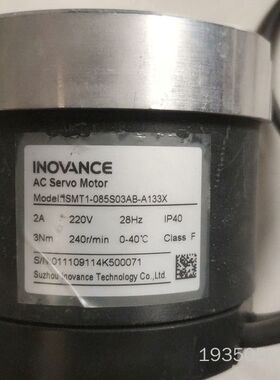 INOVANCE
AC Servo Motor
Model:ISMT1-085S03AB-A133X
2A 220V 28Hz IP40
3Nm 240r/min 0-40℃ Class F
S/N:011109114K500071
Suzhou Inovance Technology Co.,Ltd.